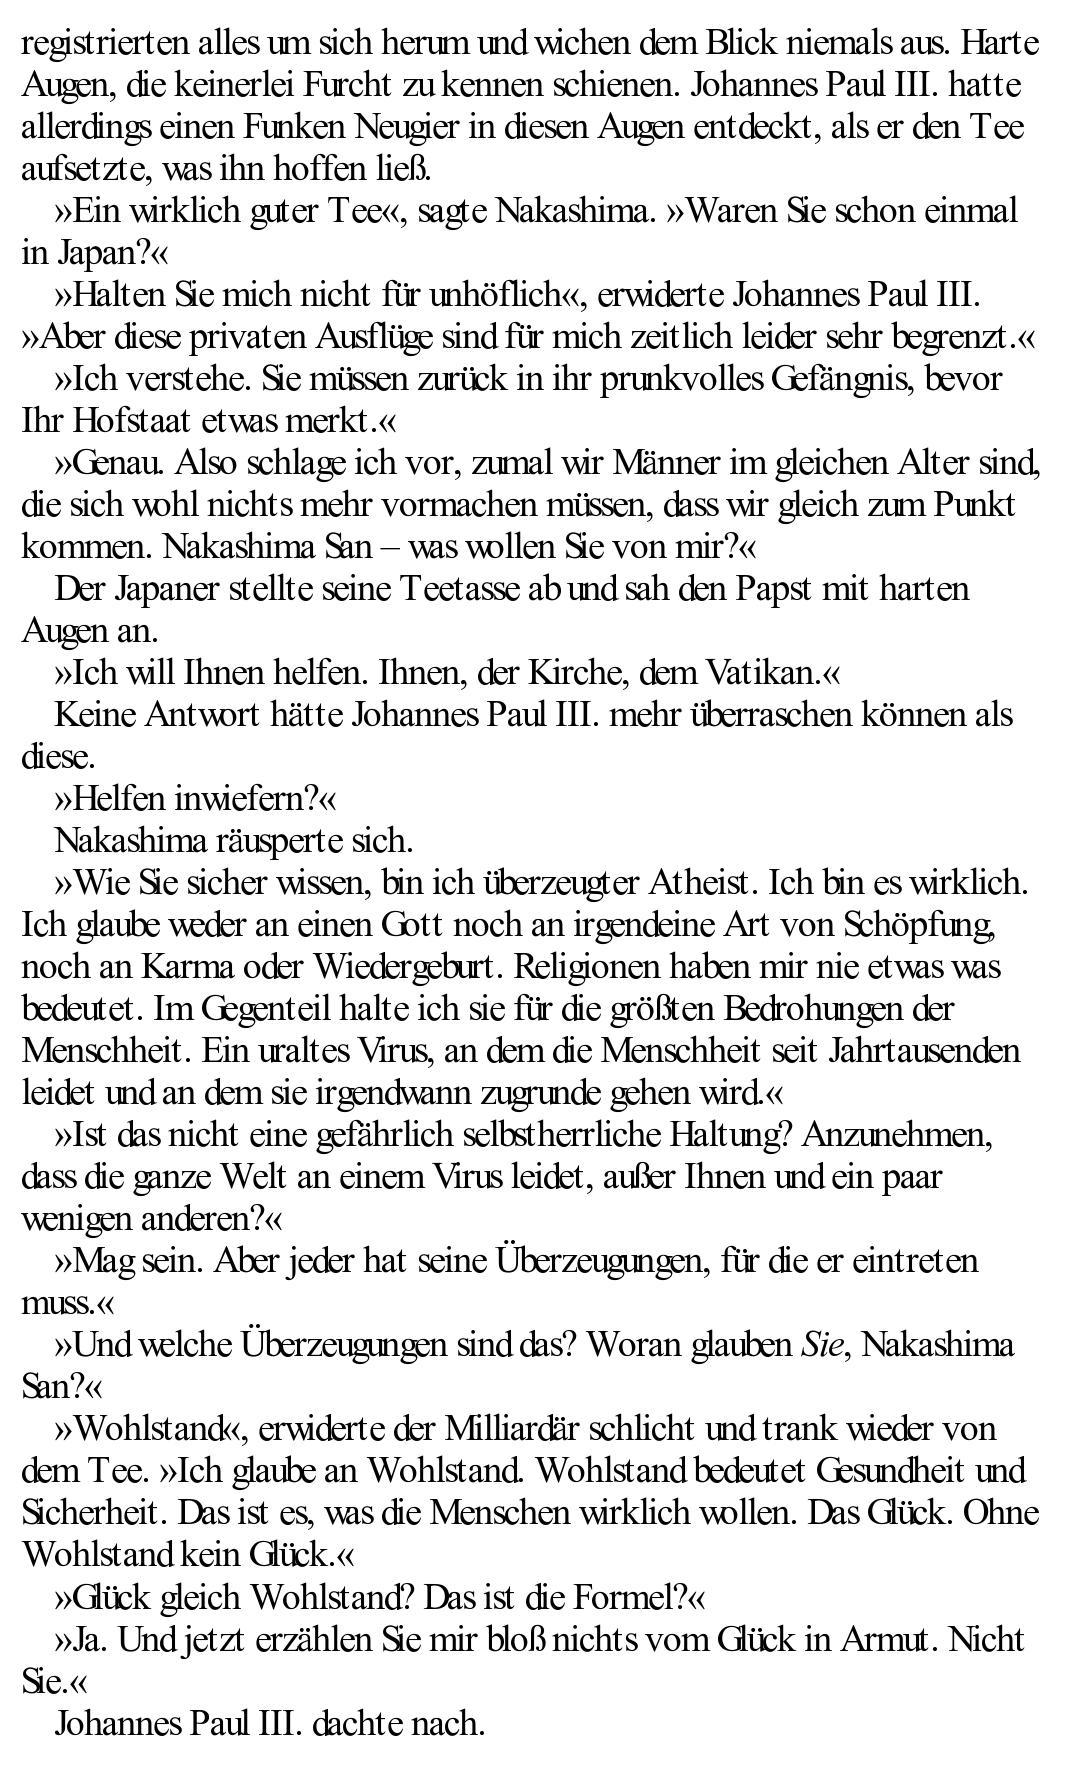 registrierten alles um sich herum und wichen dem Blick niemals aus. Harte
Augen, die keinerlei Furcht zu kennen schienen. Johannes Paul III. hatte
allerdings einen Funken Neugier in diesen Augen entdeckt, als er den Tee
aufsetzte, was ihn hoffen ließ.
»Ein wirklich guter Tee«, sagte Nakashima. »Waren Sie schon einmal
in Japan?«
»Halten Sie mich nicht für unhöflich«, erwiderte Johannes Paul III.
»Aber diese privaten Ausflüge sind für mich zeitlich leider sehr begrenzt.«
»Ich verstehe. Sie müssen zurück in ihr prunkvolles Gefängnis, bevor
Ihr Hofstaat etwas merkt.«
»Genau. Also schlage ich vor, zumal wir Männer im gleichen Alter sind,
die sich wohl nichts mehr vormachen müssen, dass wir gleich zum Punkt
kommen. Nakashima San – was wollen Sie von mir?«
Der Japaner stellte seine Teetasse ab und sah den Papst mit harten
Augen an.
»Ich will Ihnen helfen. Ihnen, der Kirche, dem Vatikan.«
Keine Antwort hätte Johannes Paul III. mehr überraschen können als
diese.
»Helfen inwiefern?«
Nakashima räusperte sich.
»Wie Sie sicher wissen, bin ich überzeugter Atheist. Ich bin es wirklich.
Ich glaube weder an einen Gott noch an irgendeine Art von Schöpfung,
noch an Karma oder Wiedergeburt. Religionen haben mir nie etwas was
bedeutet. Im Gegenteil halte ich sie für die größten Bedrohungen der
Menschheit. Ein uraltes Virus, an dem die Menschheit seit Jahrtausenden
leidet und an dem sie irgendwann zugrunde gehen wird.«
»Ist das nicht eine gefährlich selbstherrliche Haltung? Anzunehmen,
dass die ganze Welt an einem Virus leidet, außer Ihnen und ein paar
wenigen anderen?«
»Mag sein. Aber jeder hat seine Überzeugungen, für die er eintreten
muss.«
»Und welche Überzeugungen sind das? Woran glauben Sie, Nakashima
San?«
»Wohlstand«, erwiderte der Milliardär schlicht und trank wieder von
dem Tee. »Ich glaube an Wohlstand. Wohlstand bedeutet Gesundheit und
Sicherheit. Das ist es, was die Menschen wirklich wollen. Das Glück. Ohne
Wohlstand kein Glück.«
»Glück gleich Wohlstand? Das ist die Formel?«
»Ja. Und jetzt erzählen Sie mir bloß nichts vom Glück in Armut. Nicht
Sie.«
Johannes Paul III. dachte nach.